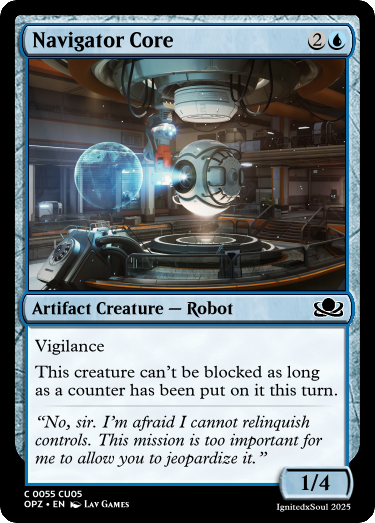 Navigator Core 2
Artifact Creature — Robot
Vigilance
This creature can't be blocked as long
as a counter has been put on it this turn.
"No, sir. I'm afraid I cannot relinquish
controls. This mission is too important for
me to allow you to jeopardize it."
1/4
C 0055 CU05
OPZ • EN Lav Games
IgnitedxSoul 2025